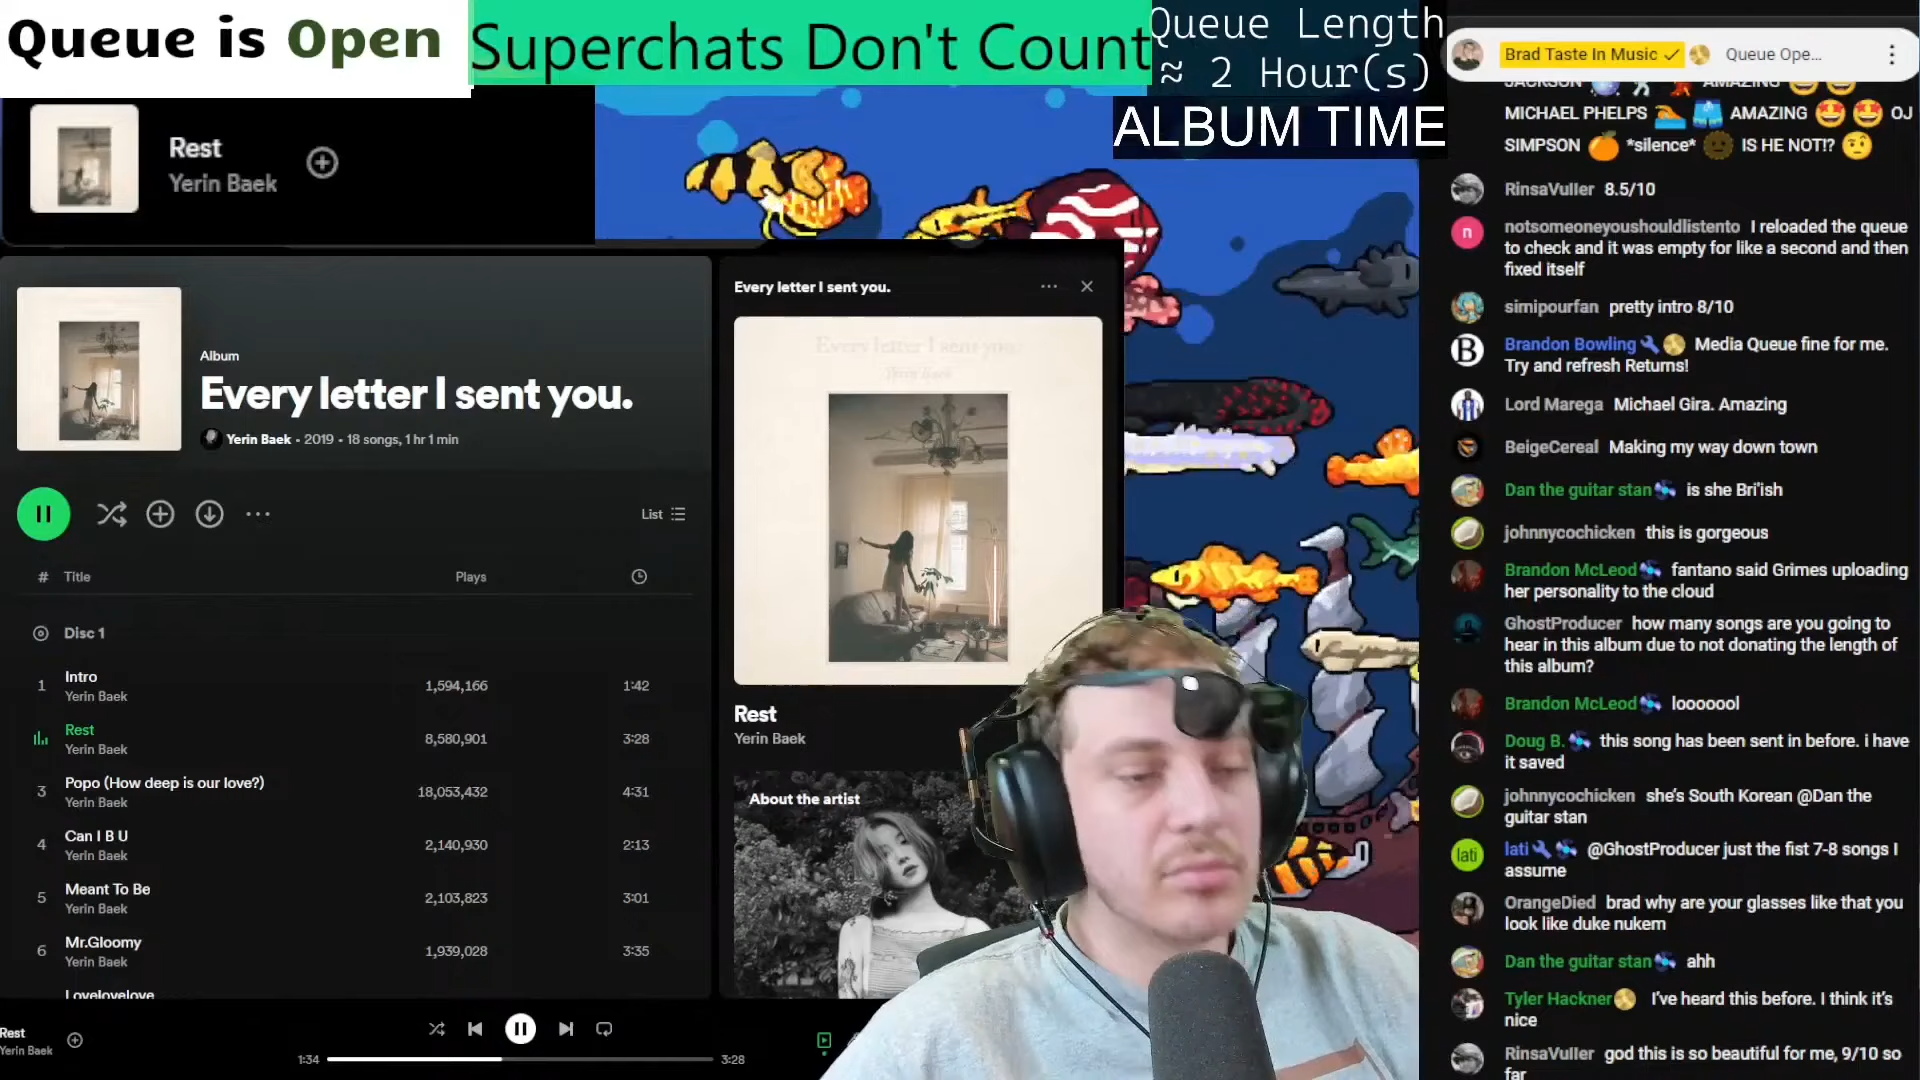 Queue is Open
Superchats Don't Count
Queue Length
≈ 2 Hour(s)
ALBUM TIME
Rest
Yerin Baek
Album
Every letter I sent you.
Yerin Baek • 2019 • 18 songs, 1 hr 1 min
List
# Title Plays
Disc 1
1 Intro 1,594,166 1:42
Yerin Baek
Rest 8,580,901 3:28
Yerin Baek
3 Popo (How deep is our love?) 18,053,432 4:31
Yerin Baek
4 Can I B U 2,140,930 2:13
Yerin Baek
5 Meant To Be 2,103,823 3:01
Yerin Baek
6 Mr.Gloomy 1,939,028 3:35
Yerin Baek
Lovelovelove
Every letter I sent you.
Every letter I sent you.
Yerin Baek
Rest
Yerin Baek
About the artist
Rest
Yerin Baek
1:34 3:28
Brad Taste In Music Queue Ope...
JACKSON AMAZING
MICHAEL PHELPS AMAZING OJ
SIMPSON *silence* IS HE NOT!?
RinsaVuller 8.5/10
n notsomeoneyoushouldlistento I reloaded the queue
to check and it was empty for like a second and then
fixed itself
simipourfan pretty intro 8/10
B Brandon Bowling Media Queue fine for me.
Try and refresh Returns!
Lord Marega Michael Gira. Amazing
BeigeCereal Making my way down town
Dan the guitar stan is she Bri'ish
johnnycochicken this is gorgeous
Brandon McLeod fantano said Grimes uploading
her personality to the cloud
GhostProducer how many songs are you going to
hear in this album due to not donating the length of
this album?
Brandon McLeod looooool
Doug B. this song has been sent in before. i have
it saved
johnnycochicken she's South Korean @Dan the
guitar stan
lati lati @GhostProducer just the fist 7-8 songs I
assume
OrangeDied brad why are your glasses like that you
look like duke nukem
Dan the guitar stan ahh
Tyler Hackner I've heard this before. I think it's
nice
RinsaVuller god this is so beautiful for me, 9/10 so
far